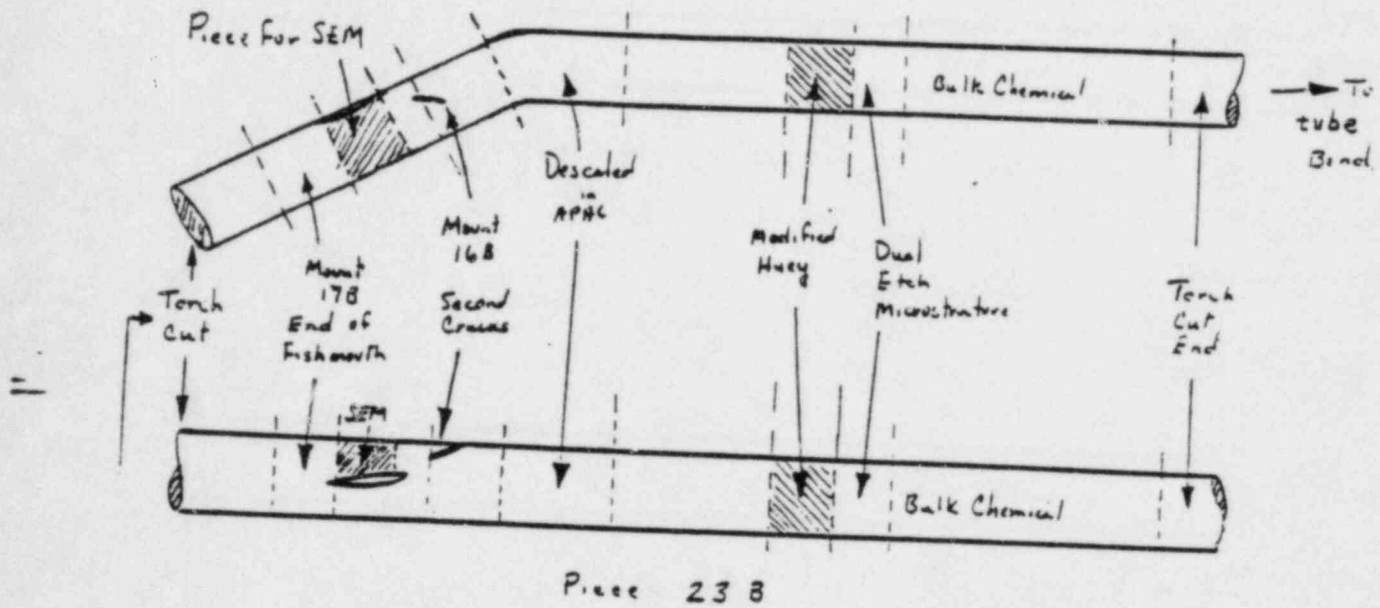 Piece For SEM
Bulk Chemical
To
tube
Bend
Descaled
in
APAC
Mount
16B
Second
Cracks
Modified
Huey
Dual
Etch
Microstructure
Torch
Cut
End
Torch
Cut
Mount
17B
End of
Fishmouth
SEM
Bulk Chemical
Piece 23 B